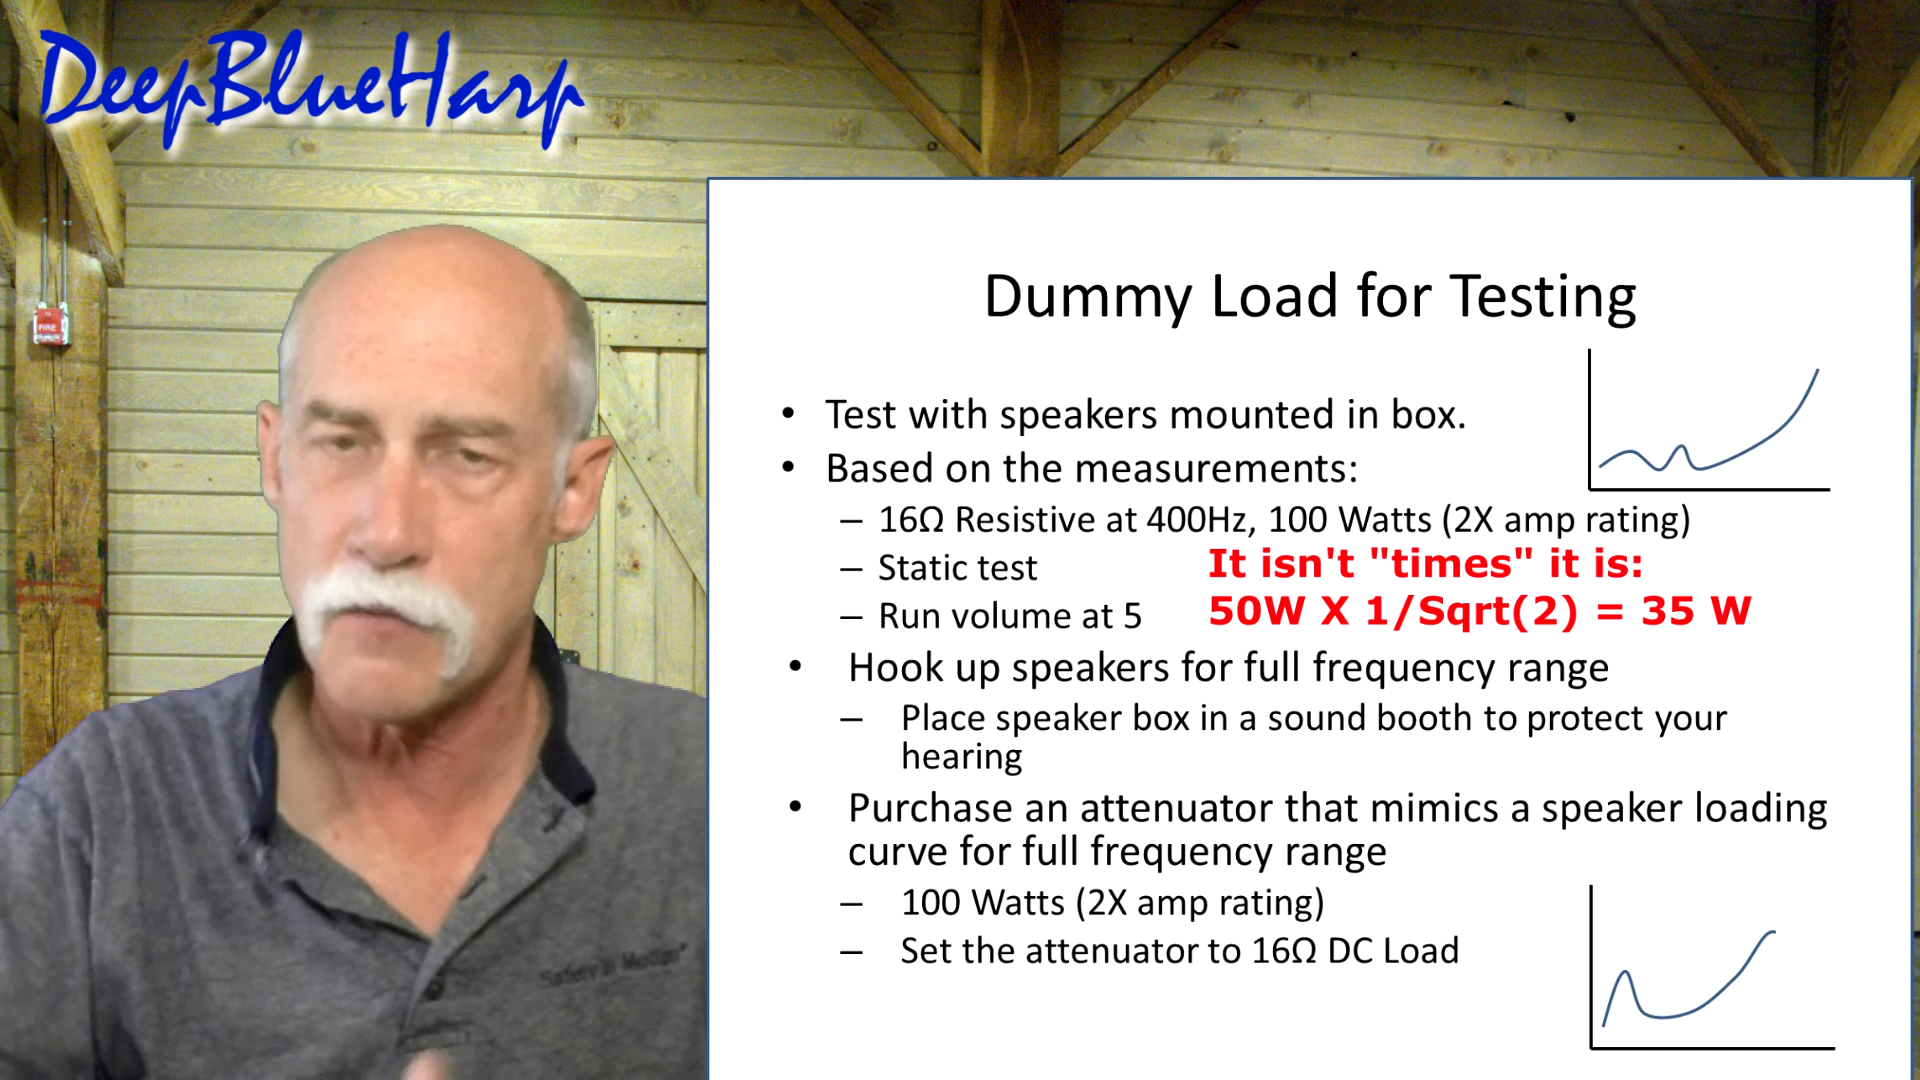 DeepBlueHarp
FIRE
Dummy Load for Testing
• Test with speakers mounted in box.
• Based on the measurements:
– 16Ω Resistive at 400Hz, 100 Watts (2X amp rating)
– Static test
It isn't "times" it is:
– Run volume at 5
50W X 1/Sqrt(2) = 35 W
• Hook up speakers for full frequency range
– Place speaker box in a sound booth to protect your
hearing
• Purchase an attenuator that mimics a speaker loading
curve for full frequency range
– 100 Watts (2X amp rating)
– Set the attenuator to 16Ω DC Load
Safety in Motion